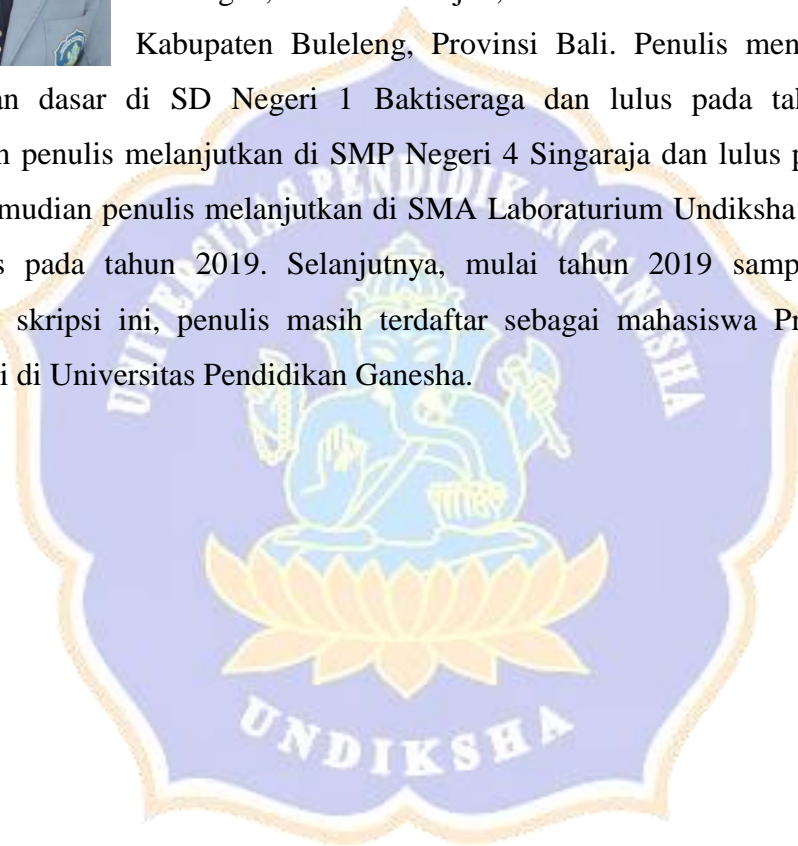 Kabupaten Buleleng, Provinsi Bali. Penulis men
an dasar di SD Negeri 1 Baktiseraga dan lulus pada tah
n penulis melanjutkan di SMP Negeri 4 Singaraja dan lulus p
mudian penulis melanjutkan di SMA Laboraturium Undiksha
s pada tahun 2019. Selanjutnya, mulai tahun 2019 samp
skripsi ini, penulis masih terdaftar sebagai mahasiswa Pr
i di Universitas Pendidikan Ganesha.
UNIVERSITAS PENDIDIKAN GANESHA
UNDIKSHA